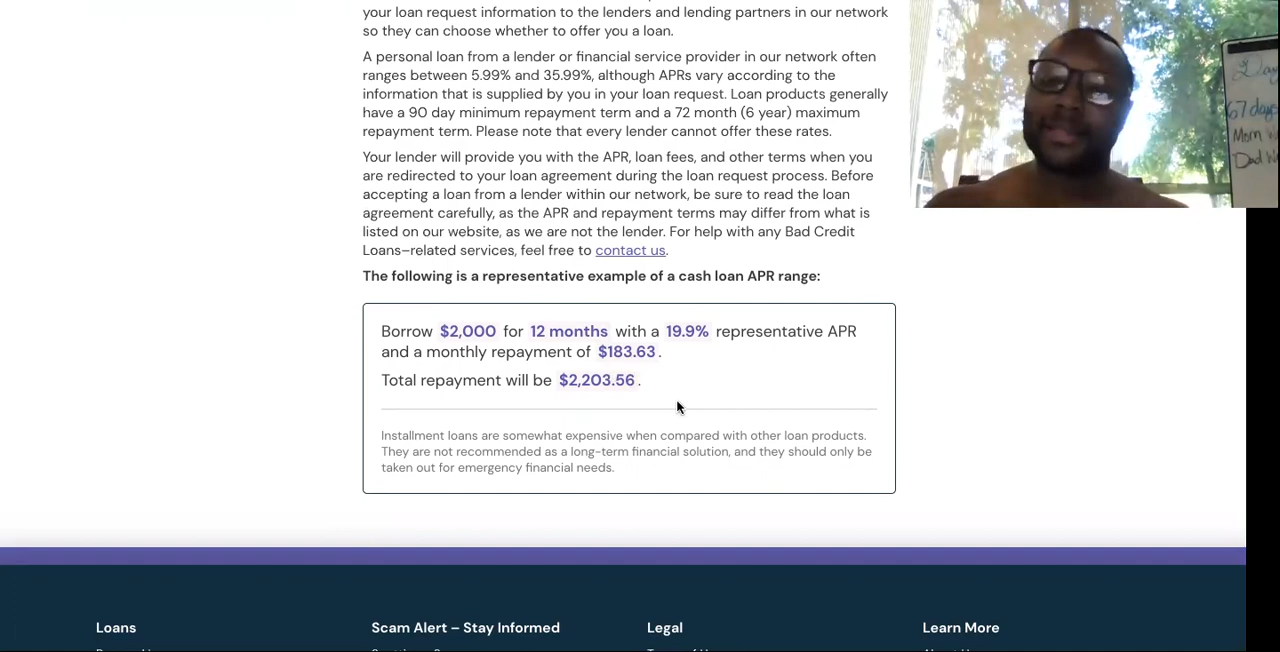 your loan request information to the lenders and lending partners in our network
so they can choose whether to offer you a loan.
A personal loan from a lender or financial service provider in our network often
ranges between 5.99% and 35.99%, although APRs vary according to the
information that is supplied by you in your loan request. Loan products generally
have a 90 day minimum repayment term and a 72 month (6 year) maximum
repayment term. Please note that every lender cannot offer these rates.
Your lender will provide you with the APR, loan fees, and other terms when you
are redirected to your loan agreement during the loan request process. Before
accepting a loan from a lender within our network, be sure to read the loan
agreement carefully, as the APR and repayment terms may differ from what is
listed on our website, as we are not the lender. For help with any Bad Credit
Loans–related services, feel free to contact us.
The following is a representative example of a cash loan APR range:
Borrow $2,000 for 12 months with a 19.9% representative APR
and a monthly repayment of $183.63.
Total repayment will be $2,203.56.
Installment loans are somewhat expensive when compared with other loan products.
They are not recommended as a long-term financial solution, and they should only be
taken out for emergency financial needs.
Loans
Scam Alert – Stay Informed
Legal
Learn More
Day
67 days
Mom
Dad